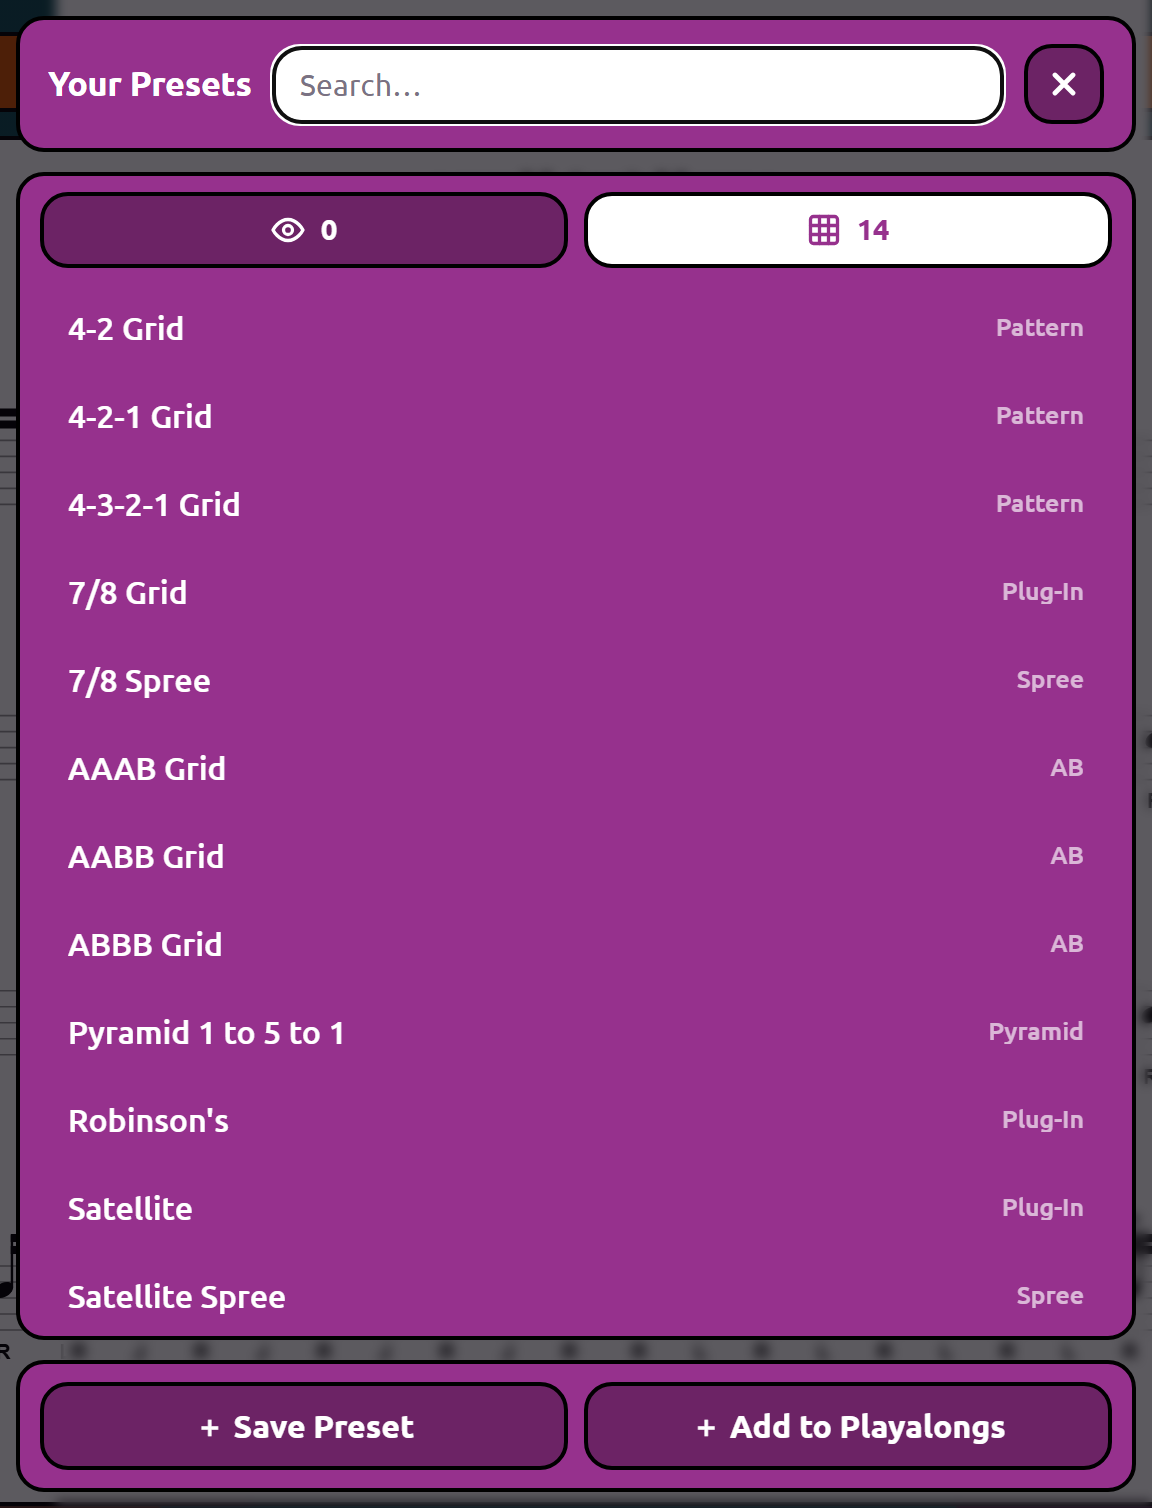 Your Presets
Search...
0
14
4-2 Grid Pattern
4-2-1 Grid Pattern
4-3-2-1 Grid Pattern
7/8 Grid Plug-In
7/8 Spree Spree
AAAB Grid AB
AABB Grid AB
ABBB Grid AB
Pyramid 1 to 5 to 1 Pyramid
Robinson's Plug-In
Satellite Plug-In
Satellite Spree Spree
R
+ Save Preset
+ Add to Playalongs